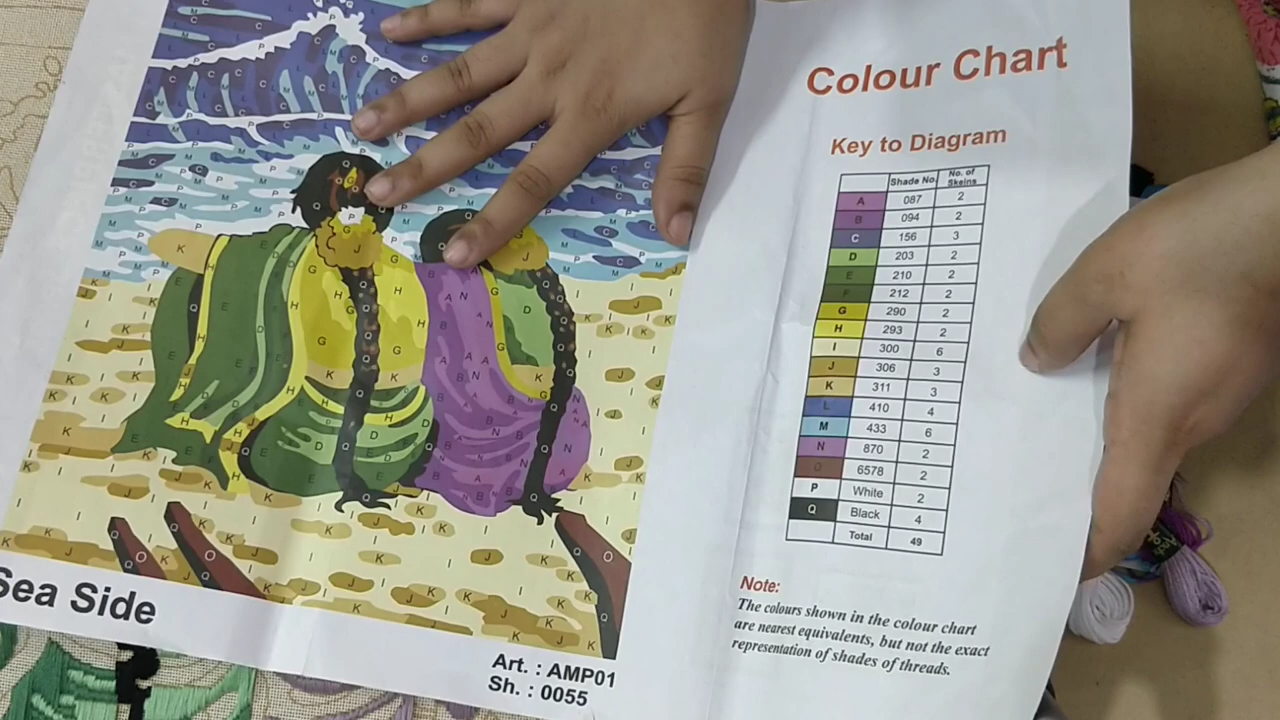 Colour Chart
Key to Diagram
Shade No. No. of Skeins
A 087 2
B 094 2
C 156 3
D 203 2
E 210 2
F 212 2
G 290 2
H 293 2
I 300 6
J 306 3
K 311 3
L 410 4
M 433 6
N 870 2
O 6578 2
P White 2
Q Black 4
Total 49
Note:
The colours shown in the colour chart
are nearest equivalents, but not the exact
representation of shades of threads.
Sea Side
Art. : AMP01
Sh. : 0055